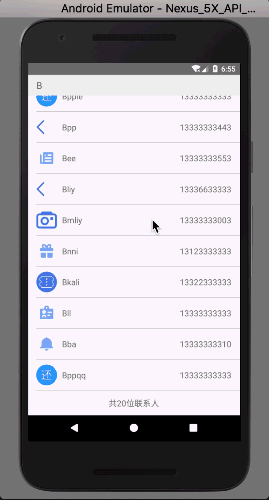 Android Emulator - Nexus_5X_API_...
6:55
B
Bpple 13333333333
Bpp 13333333443
Bee 13333333553
Bliy 13336633333
Bmliy 13333333003
Bnni 13123333333
Bkali 13322333333
Bll 13333333333
Bba 13333333310
还 Bppqq 13333333333
共20位联系人